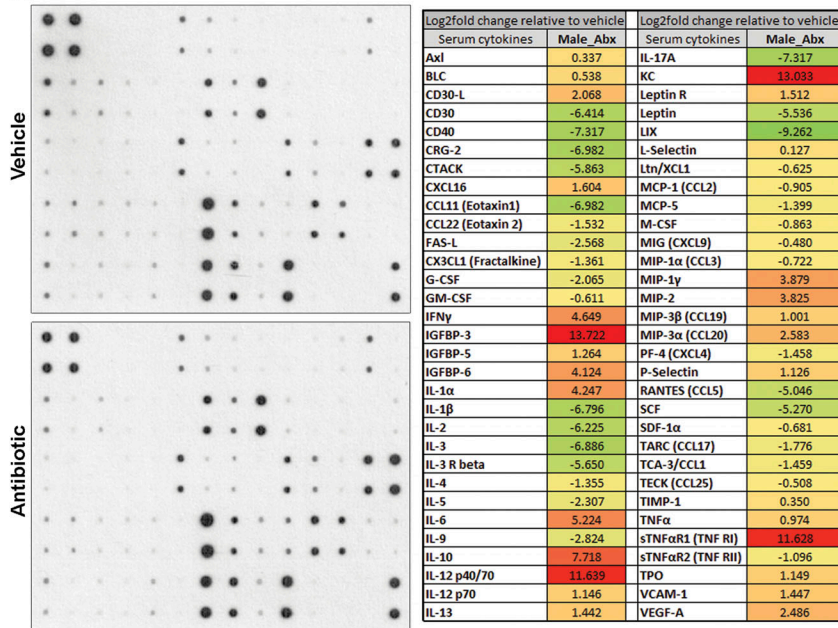 Vehicle
Antibiotic
Log2fold change relative to vehicle Log2fold change relative to vehicle
Serum cytokines Male_Abx Serum cytokines Male_Abx
Axl 0.337 IL-17A -7.317
BLC 0.538 KC 13.033
CD30-L 2.068 Leptin R 1.512
CD30 -6.414 Leptin -5.536
CD40 -7.317 LIX -9.262
CRG-2 -6.982 L-Selectin 0.127
CTACK -5.863 Ltn/XCL1 -0.625
CXCL16 1.604 MCP-1 (CCL2) -0.905
CCL11 (Eotaxin1) -6.982 MCP-5 -1.399
CCL22 (Eotaxin 2) -1.532 M-CSF -0.863
FAS-L -2.568 MIG (CXCL9) -0.480
CX3CL1 (Fractalkine) -1.361 MIP-1α (CCL3) -0.722
G-CSF -2.065 MIP-1γ 3.879
GM-CSF -0.611 MIP-2 3.825
IFNγ 4.649 MIP-3β (CCL19) 1.001
IGFBP-3 13.722 MIP-3α (CCL20) 2.583
IGFBP-5 1.264 PF-4 (CXCL4) -1.458
IGFBP-6 4.124 P-Selectin 1.126
IL-1α 4.247 RANTES (CCL5) -5.046
IL-1β -6.796 SCF -5.270
IL-2 -6.225 SDF-1α -0.681
IL-3 -6.886 TARC (CCL17) -1.776
IL-3 R beta -5.650 TCA-3/CCL1 -1.459
IL-4 -1.355 TECK (CCL25) -0.508
IL-5 -2.307 TIMP-1 0.350
IL-6 5.224 TNFα 0.974
IL-9 -2.824 sTNFαR1 (TNF RI) 11.628
IL-10 7.718 sTNFαR2 (TNF RII) -1.096
IL-12 p40/70 11.639 TPO 1.149
IL-12 p70 1.146 VCAM-1 1.447
IL-13 1.442 VEGF-A 2.486